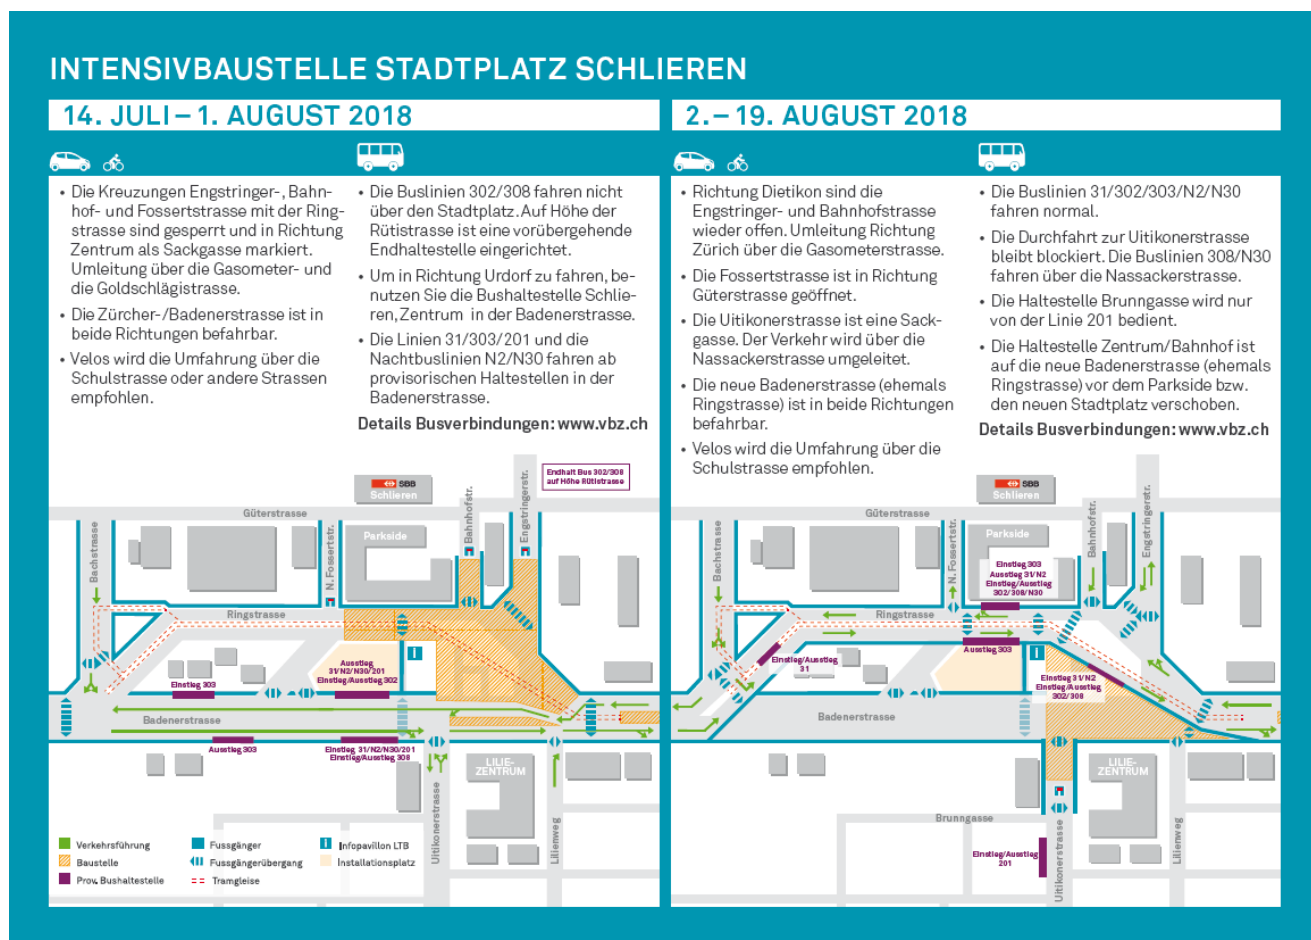 INTENSIVBAUSTELLE STADTPLATZ SCHLIEREN
14. JULI – 1. AUGUST 2018
• Die Kreuzungen Engstringer-, Bahn-
hof- und Fossertstrasse mit der Ring-
strasse sind gesperrt und in Richtung
Zentrum als Sackgasse markiert.
Umleitung über die Gasometer- und
die Goldschlägistrasse.
• Die Zürcher-/Badenerstrasse ist in
beide Richtungen befahrbar.
• Velos wird die Umfahrung über die
Schulstrasse oder andere Strassen
empfohlen.
• Die Buslinien 302/308 fahren nicht
über den Stadtplatz. Auf Höhe der
Rütistrasse ist eine vorübergehende
Endhaltestelle eingerichtet.
• Um in Richtung Urdorf zu fahren, be-
nutzen Sie die Bushaltestelle Schlie-
ren, Zentrum in der Badenerstrasse.
• Die Linien 31/303/201 und die
Nachtbuslinien N2/N30 fahren ab
provisorischen Haltestellen in der
Badenerstrasse.
Details Busverbindungen: www.vbz.ch
Endhalt Bus 302/308
auf Höhe Rütistrasse
SBB
Schlieren
Güterstrasse
Bachstrasse
N. Fossertstr.
Parkside
Bahnhofstr.
Engstringerstr.
Ringstrasse
Ausstieg
31/N2/N30/201
Einstieg/Ausstieg 302
i
Einstieg 303
Badenerstrasse
Ausstieg 303
Einstieg 31/N2/N30/201
Einstieg/Ausstieg 308
LILIE-
ZENTRUM
Uitikonerstrasse
Lilienweg
Verkehrsführung
Baustelle
Prov. Bushaltestelle
Fussgänger
Fussgängerübergang
Tramgleise
i Infopavillon LTB
Installationsplatz
2. – 19. AUGUST 2018
• Richtung Dietikon sind die
Engstringer- und Bahnhofstrasse
wieder offen. Umleitung Richtung
Zürich über die Gasometerstrasse.
• Die Fossertstrasse ist in Richtung
Güterstrasse geöffnet.
• Die Uitikonerstrasse ist eine Sack-
gasse. Der Verkehr wird über die
Nassackerstrasse umgeleitet.
• Die neue Badenerstrasse (ehemals
Ringstrasse) ist in beide Richtungen
befahrbar.
• Velos wird die Umfahrung über die
Schulstrasse empfohlen.
• Die Buslinien 31/302/303/N2/N30
fahren normal.
• Die Durchfahrt zur Uitikonerstrasse
bleibt blockiert. Die Buslinien 308/N30
fahren über die Nassackerstrasse.
• Die Haltestelle Brunngasse wird nur
von der Linie 201 bedient.
• Die Haltestelle Zentrum/Bahnhof ist
auf die neue Badenerstrasse (ehemals
Ringstrasse) vor dem Parkside bzw.
den neuen Stadtplatz verschoben.
Details Busverbindungen: www.vbz.ch
SBB
Schlieren
Güterstrasse
Bachstrasse
N. Fossertstr.
Parkside
Bahnhofstr.
Engstringerstr.
Einstieg 303
Ausstieg 31/N2
Einstieg/Ausstieg
302/308/N30
Ringstrasse
Ausstieg 303
i
Einstieg/Ausstieg
31
Einstieg 31/N2
Einstieg/Ausstieg
302/308
Badenerstrasse
LILIE-
ZENTRUM
Brunngasse
Einstieg/Ausstieg
201
Uitikonerstrasse
Lilienweg